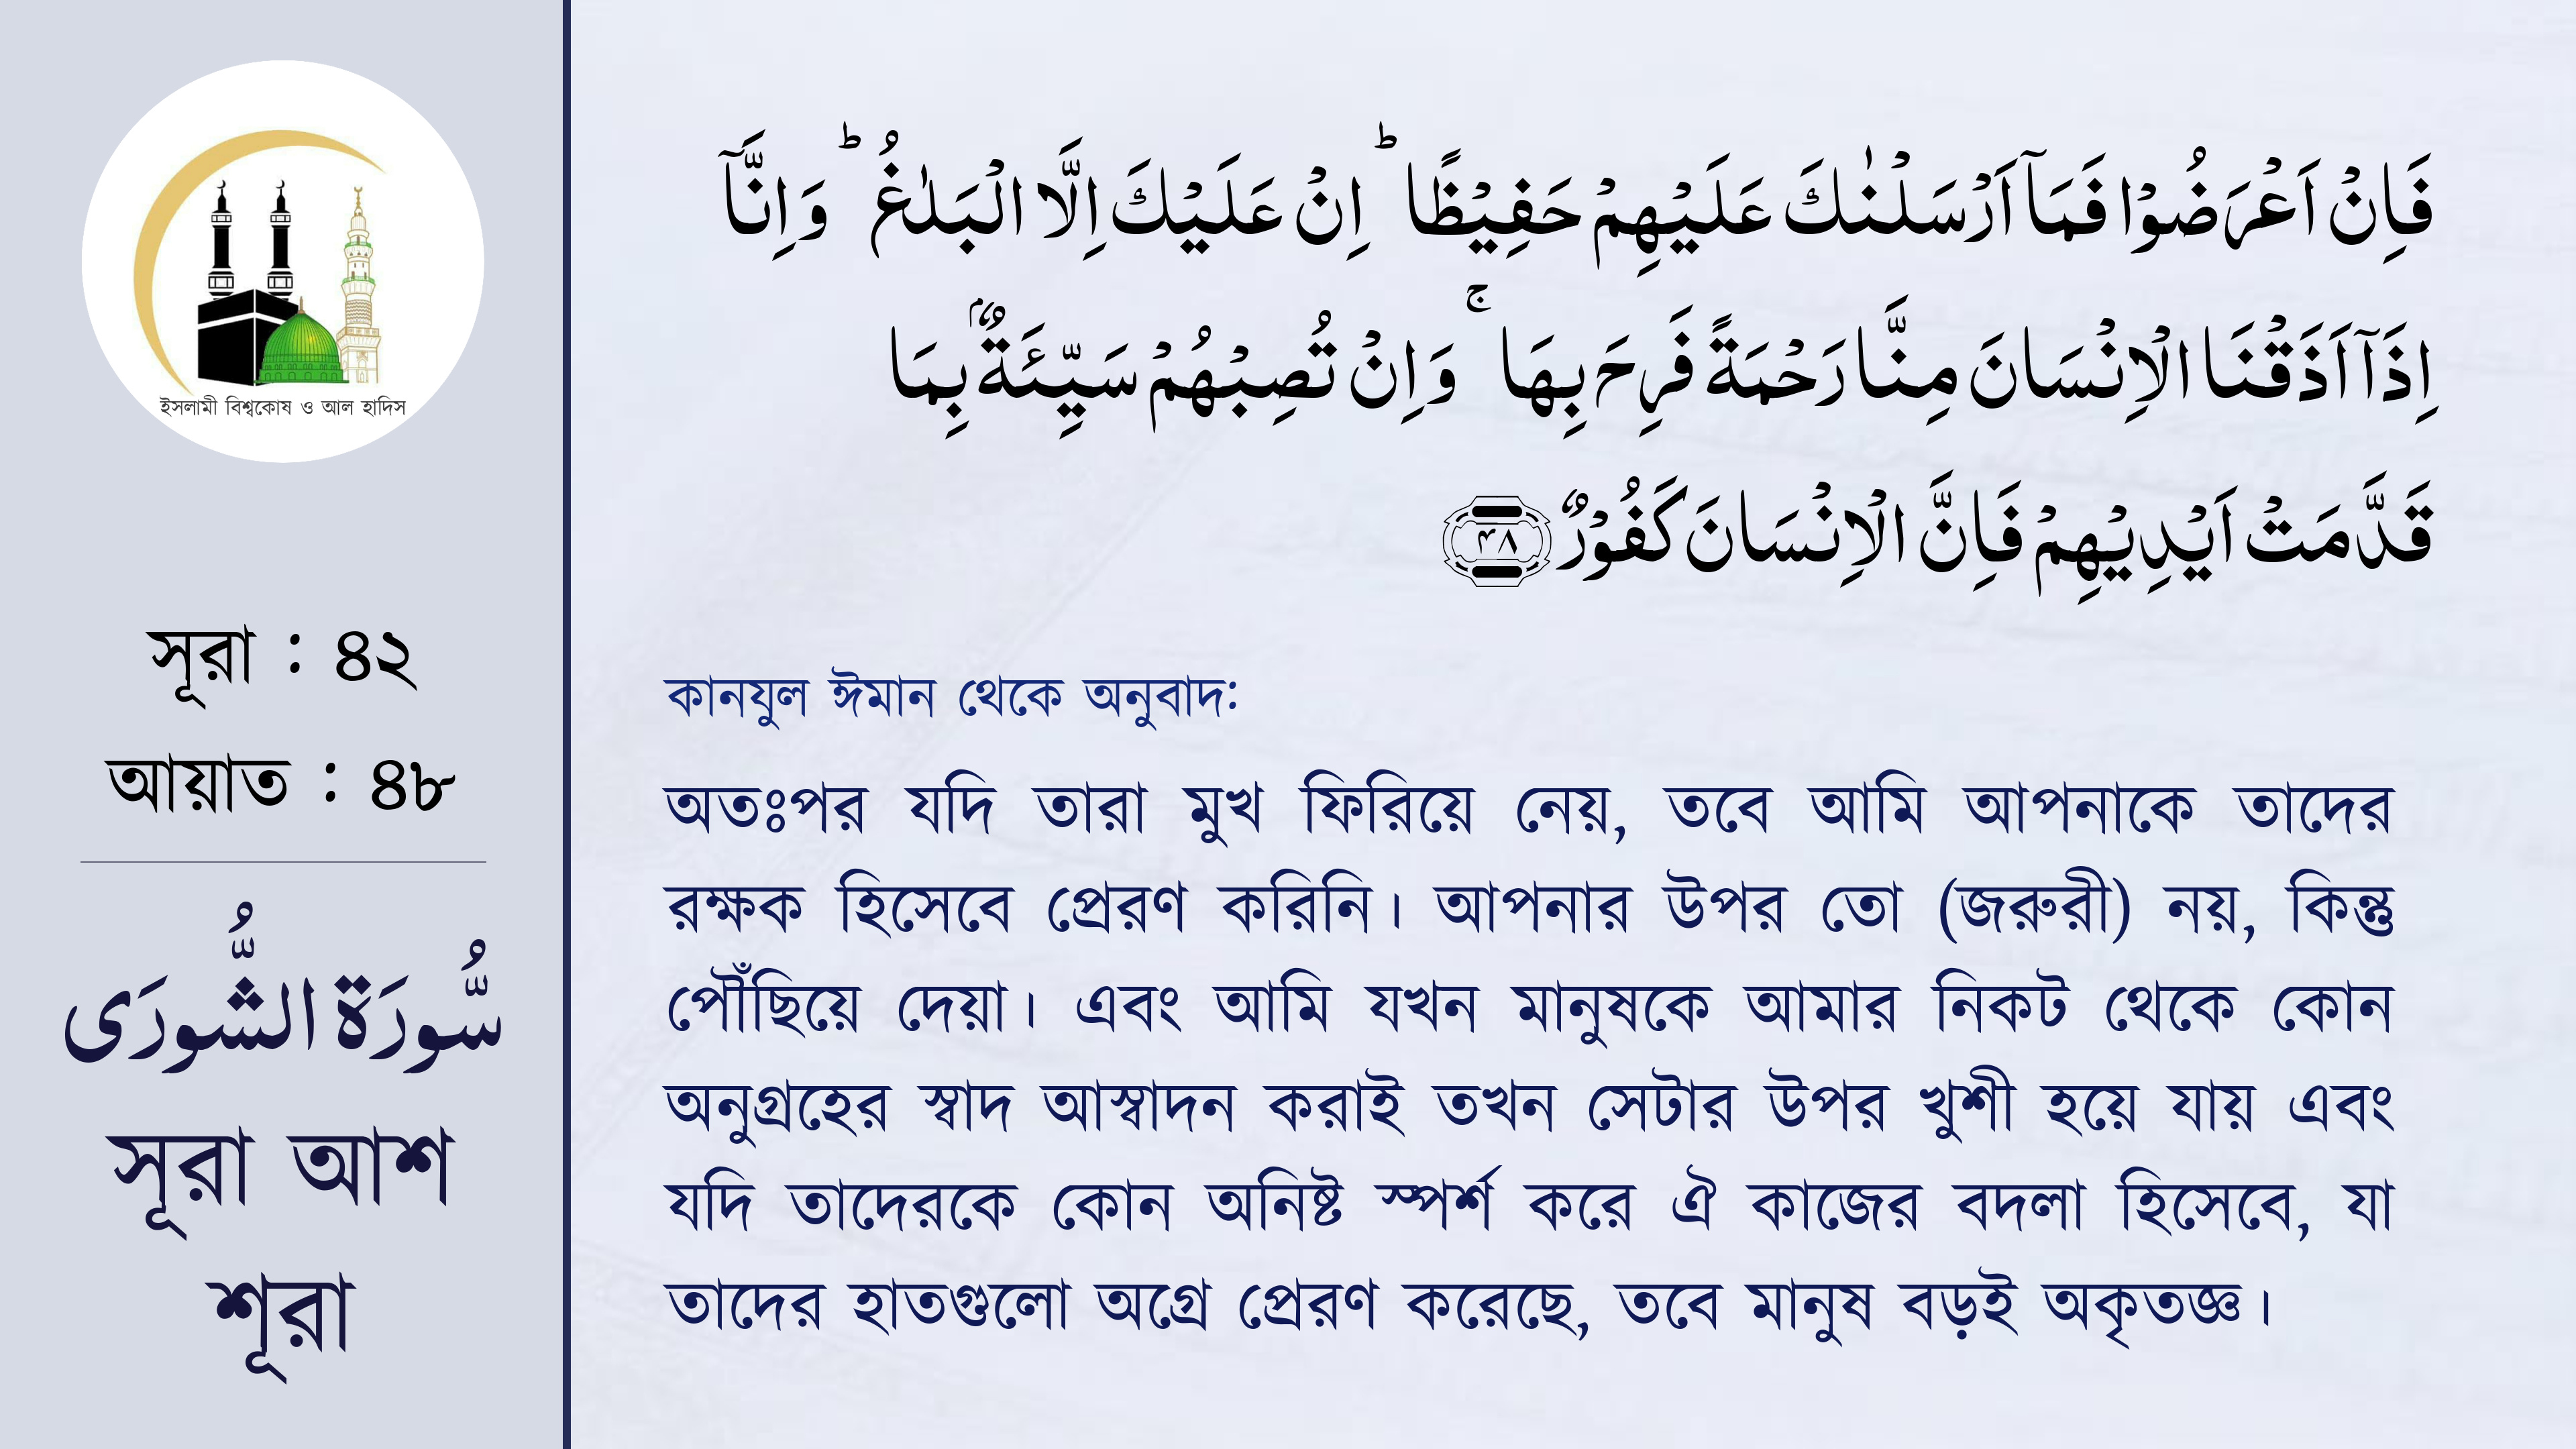 ইসলামী বিশ্বকোষ ও আল হাদিস
সূরা : ৪২
আয়াত : ৪৮
سُّورَة الشُّورَى
সূরা আশ
শূরা
فَاِنْ اَعْرَضُوْا فَمَاۤ اَرْسَلْنٰكَ عَلَيْهِمْ حَفِيْظًا ؕ اِنْ عَلَيْكَ اِلَّا الْبَلٰغُ ؕ وَاِنَّاۤ
اِذَاۤ اَذَقْنَا الْاِنْسَانَ مِنَّا رَحْمَةً فَرِحَ بِهَا ۚ وَاِنْ تُصِبْهُمْ سَيِّئَةٌۢ بِمَا
قَدَّمَتْ اَيْدِيْهِمْ فَاِنَّ الْاِنْسَانَ كَفُوْرٌ ﴿۴۸﴾
কানযুল ঈমান থেকে অনুবাদ:
অতঃপর যদি তারা মুখ ফিরিয়ে নেয়, তবে আমি আপনাকে তাদের
রক্ষক হিসেবে প্রেরণ করিনি। আপনার উপর তো (জরুরী) নয়, কিন্তু
পৌঁছিয়ে দেয়া। এবং আমি যখন মানুষকে আমার নিকট থেকে কোন
অনুগ্রহের স্বাদ আস্বাদন করাই তখন সেটার উপর খুশী হয়ে যায় এবং
যদি তাদেরকে কোন অনিষ্ট স্পর্শ করে ঐ কাজের বদলা হিসেবে, যা
তাদের হাতগুলো অগ্রে প্রেরণ করেছে, তবে মানুষ বড়ই অকৃতজ্ঞ।